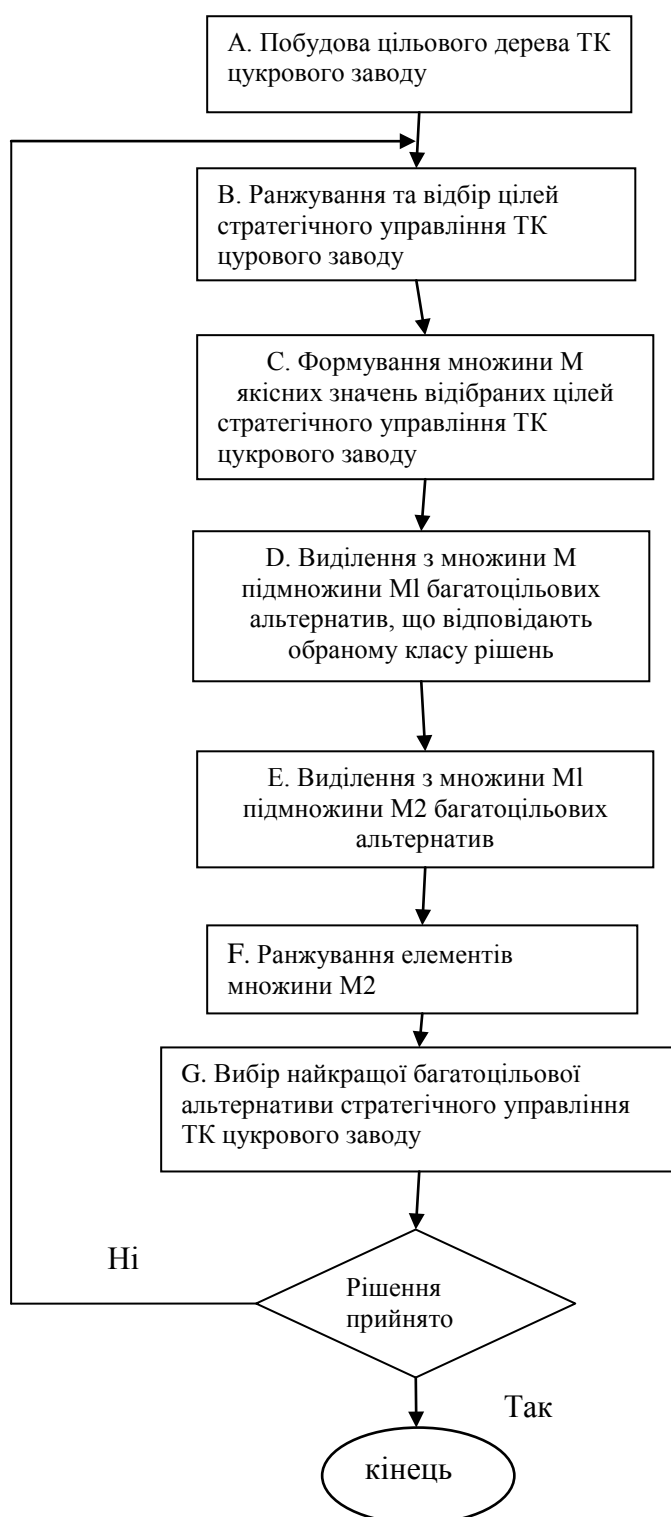 А. Побудова цільового дерева ТК
цукрового заводу
В. Ранжування та відбір цілей
стратегічного управління ТК
цурового заводу
С. Формування множини М
якісних значень відібраних цілей
стратегічного управління ТК
цукрового заводу
D. Виділення з множини М
підмножини Ml багатоцільових
альтернатив, що відповідають
обраному класу рішень
Е. Виділення з множини Ml
підмножини М2 багатоцільових
альтернатив
F. Ранжування елементів
множини М2
G. Вибір найкращої багатоцільової
альтернативи стратегічного управління
ТК цукрового заводу
Ні
Рішення
прийнято
Так
кінець